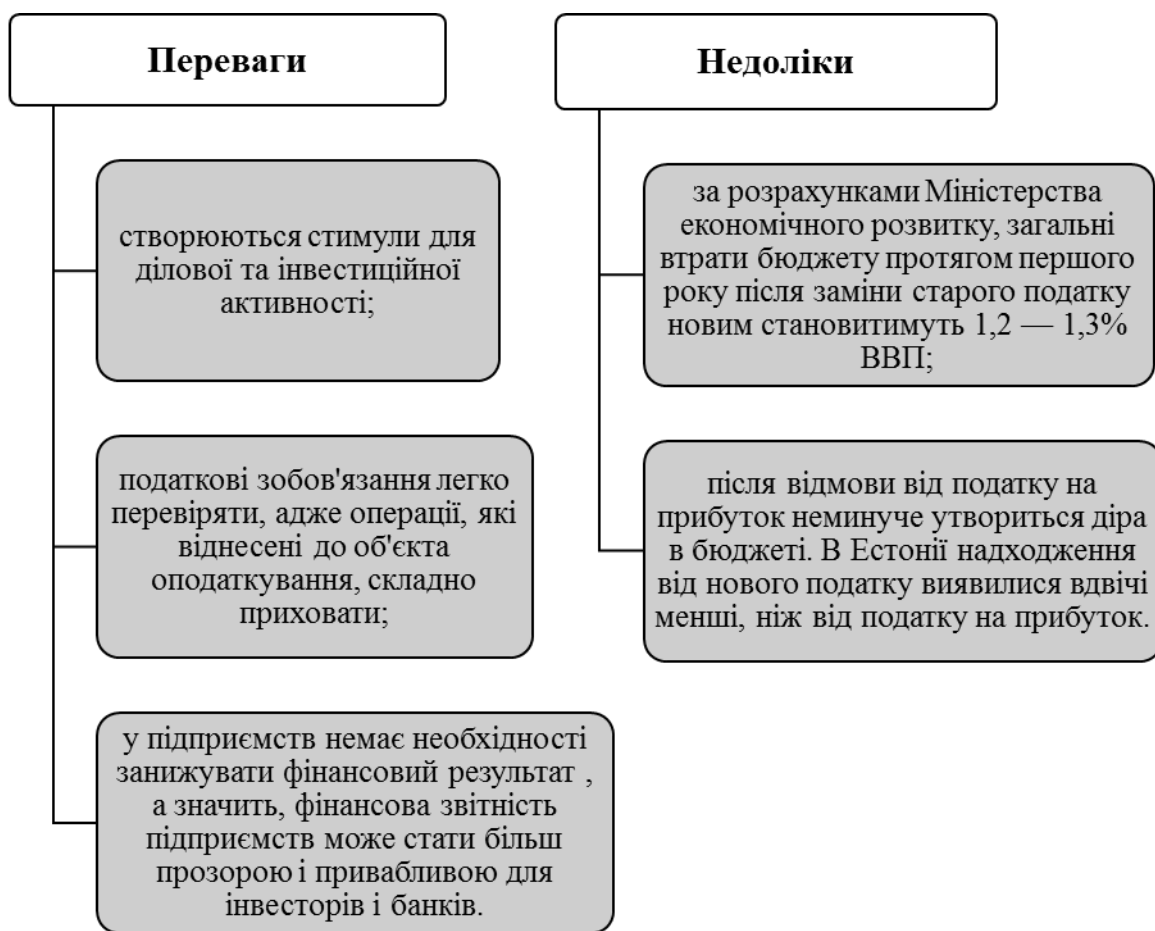 Переваги
створюються стимули для
ділової та інвестиційної
активності;
податкові зобов'язання легко
перевіряти, адже операції, які
віднесені до об'єкта
оподаткування, складно
приховати;
у підприємств немає необхідності
занижувати фінансовий результат ,
а значить, фінансова звітність
підприємств може стати більш
прозорою і привабливою для
інвесторів і банків.
Недоліки
за розрахунками Міністерства
економічного розвитку, загальні
втрати бюджету протягом першого
року після заміни старого податку
новим становитимуть 1,2 — 1,3%
ВВП;
після відмови від податку на
прибуток неминуче утвориться діра
в бюджеті. В Естонії надходження
від нового податку виявилися вдвічі
менші, ніж від податку на прибуток.